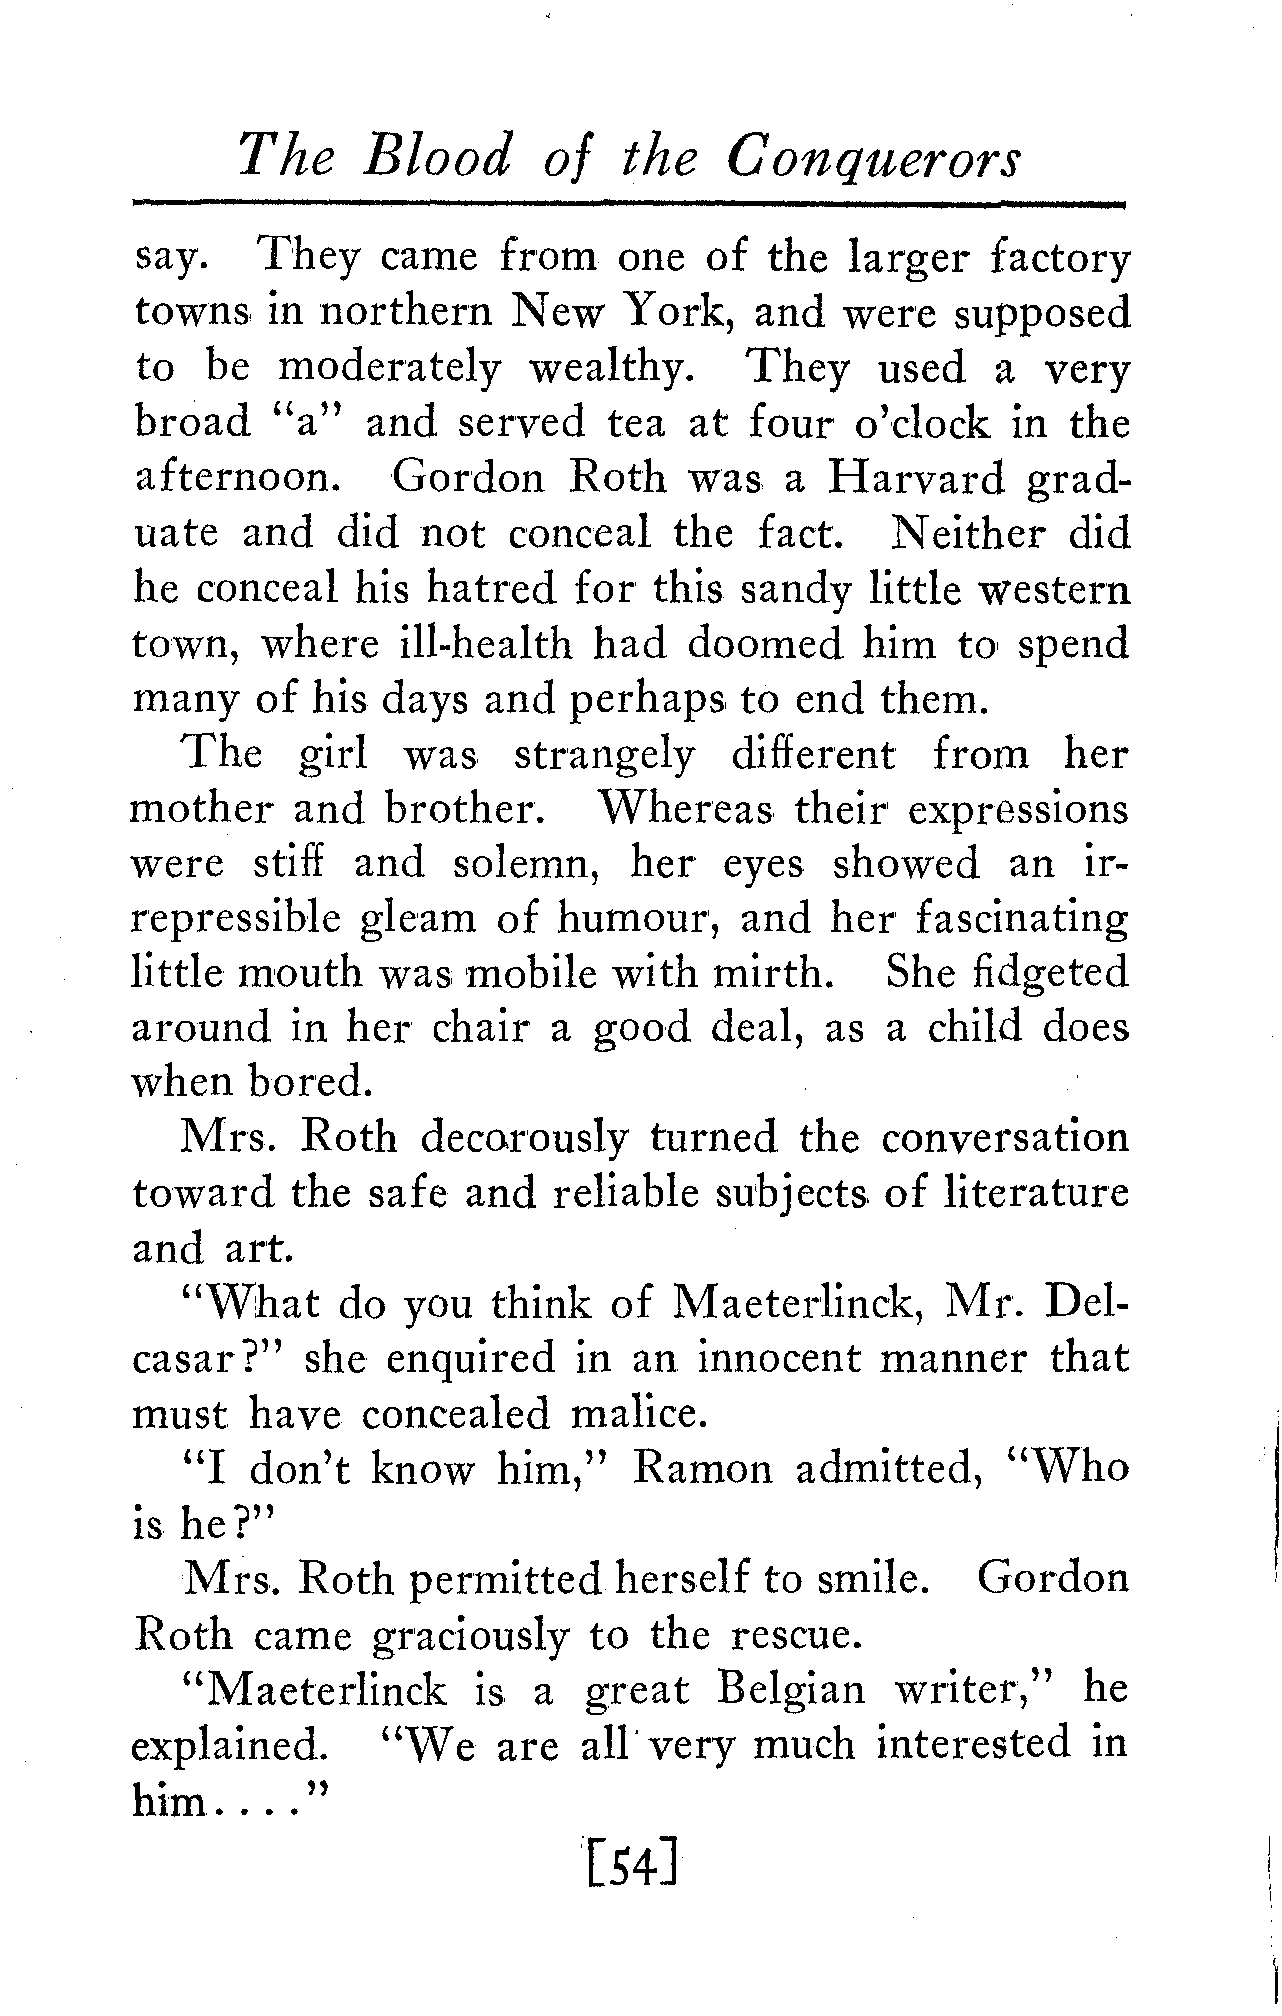 The Blood of the Conquerors
say. They came from one of the larger factory
towns in northern New York, and were supposed
to be moderately wealthy. They used a very
broad "a" and served tea at four o'clock in the
afternoon. Gordon Roth was a Harvard grad-
uate and did not conceal the fact. Neither did
he conceal his hatred for this sandy little western
town, where ill-health had doomed him to spend
many of his days and perhaps to end them.
The girl was strangely different from her
mother and brother. Whereas their expressions
were stiff and solemn, her eyes showed an ir-
repressible gleam of humour, and her fascinating
little mouth was mobile with mirth. She fidgeted
around in her chair a good deal, as a child does
when bored.
Mrs. Roth decorously turned the conversation
toward the safe and reliable subjects of literature
and art.
"What do you think of Maeterlinck, Mr. Del-
casar?" she enquired in an innocent manner that
must have concealed malice.
"I don't know him," Ramon admitted, "Who
is he?"
Mrs. Roth permitted herself to smile. Gordon
Roth came graciously to the rescue.
"Maeterlinck is a great Belgian writer," he
explained. "We are all very much interested in
him. . . ."
[54]